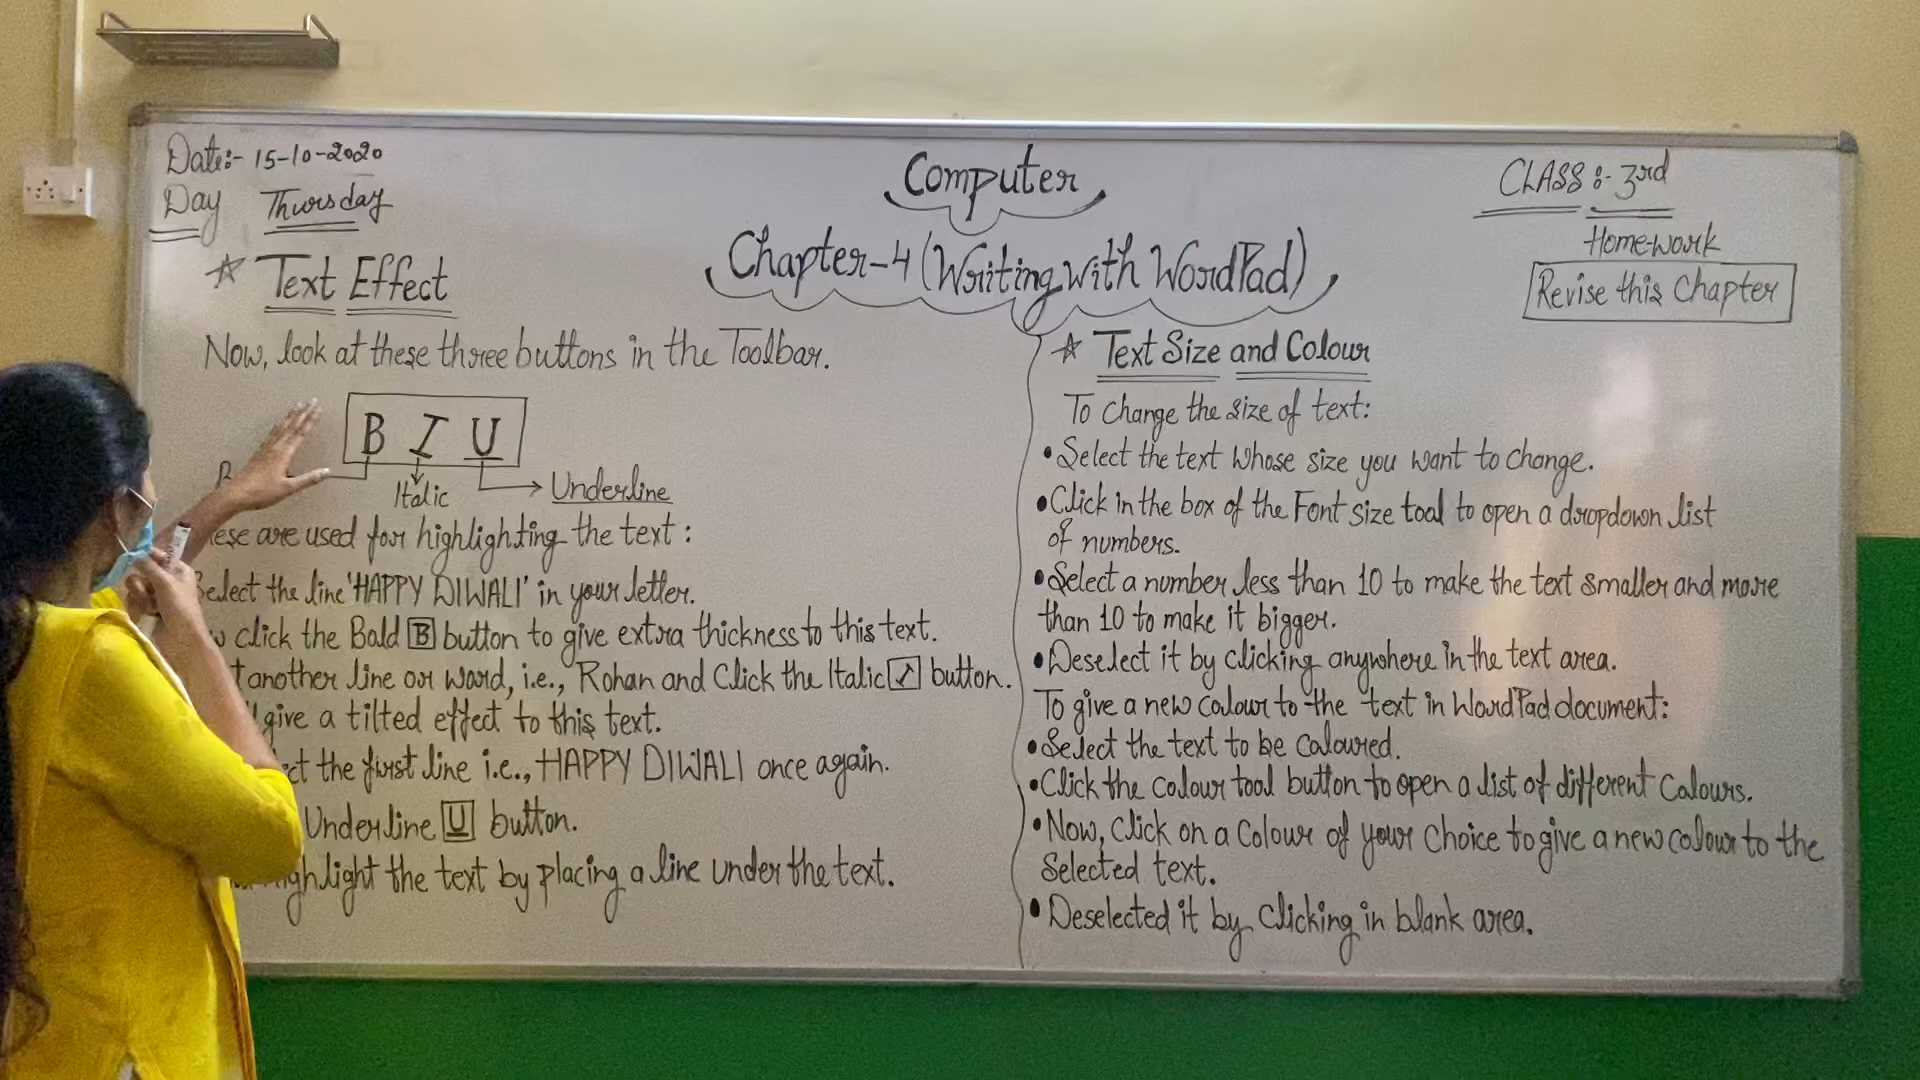 Date:- 15-10-2020
Day Thursday
Computer
Chapter-4 (Writing with WordPad)
CLASS :- 3rd
Home-work
Revise this Chapter
☆ Text Effect
Now, look at these three buttons in the Toolbar.
B I U
Italic
Underline
are used for highlighting the text :
Select the line 'HAPPY DIWALI' in your letter.
click the Bold B button to give extra thickness to this text.
another line or word, i.e., Rohan and Click the Italic I button.
give a tilted effect to this text.
the first line i.e., HAPPY DIWALI once again.
Underline U button.
highlight the text by placing a line under the text.
☆ Text Size and Colour
To change the size of text:
• Select the text whose size you want to change.
• Click in the box of the Font size tool to open a dropdown list
of numbers.
• Select a number less than 10 to make the text smaller and more
than 10 to make it bigger.
• Deselect it by clicking anywhere in the text area.
To give a new colour to the text in WordPad document:
• Select the text to be coloured.
• Click the colour tool button to open a list of different colours.
• Now, click on a colour of your choice to give a new colour to the
selected text.
• Deselected it by clicking in blank area.